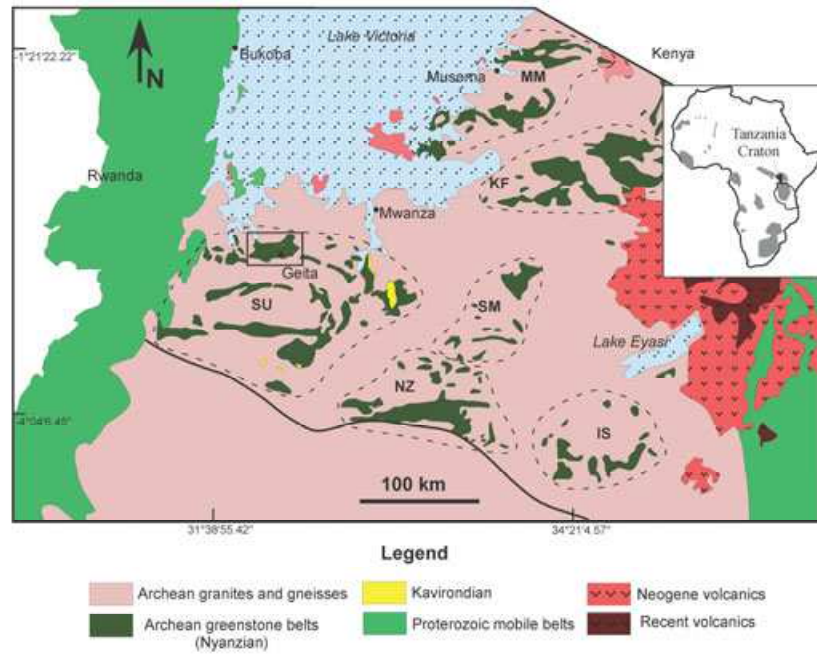 Lake Victoria
Kenya
-1°21'22.22"
Bukoba
Musama
MM
N
Tanzania
Craton
Rwanda
KF
Mwanza
Geita
SU
SM
Lake Eyasi
NZ
-4°04'6.45"
IS
100 km
31°38'55.42"
34°21'4.57"
Legend
Archean granites and gneisses
Kavirondian
Neogene volcanics
Archean greenstone belts
(Nyanzian)
Proterozoic mobile belts
Recent volcanics